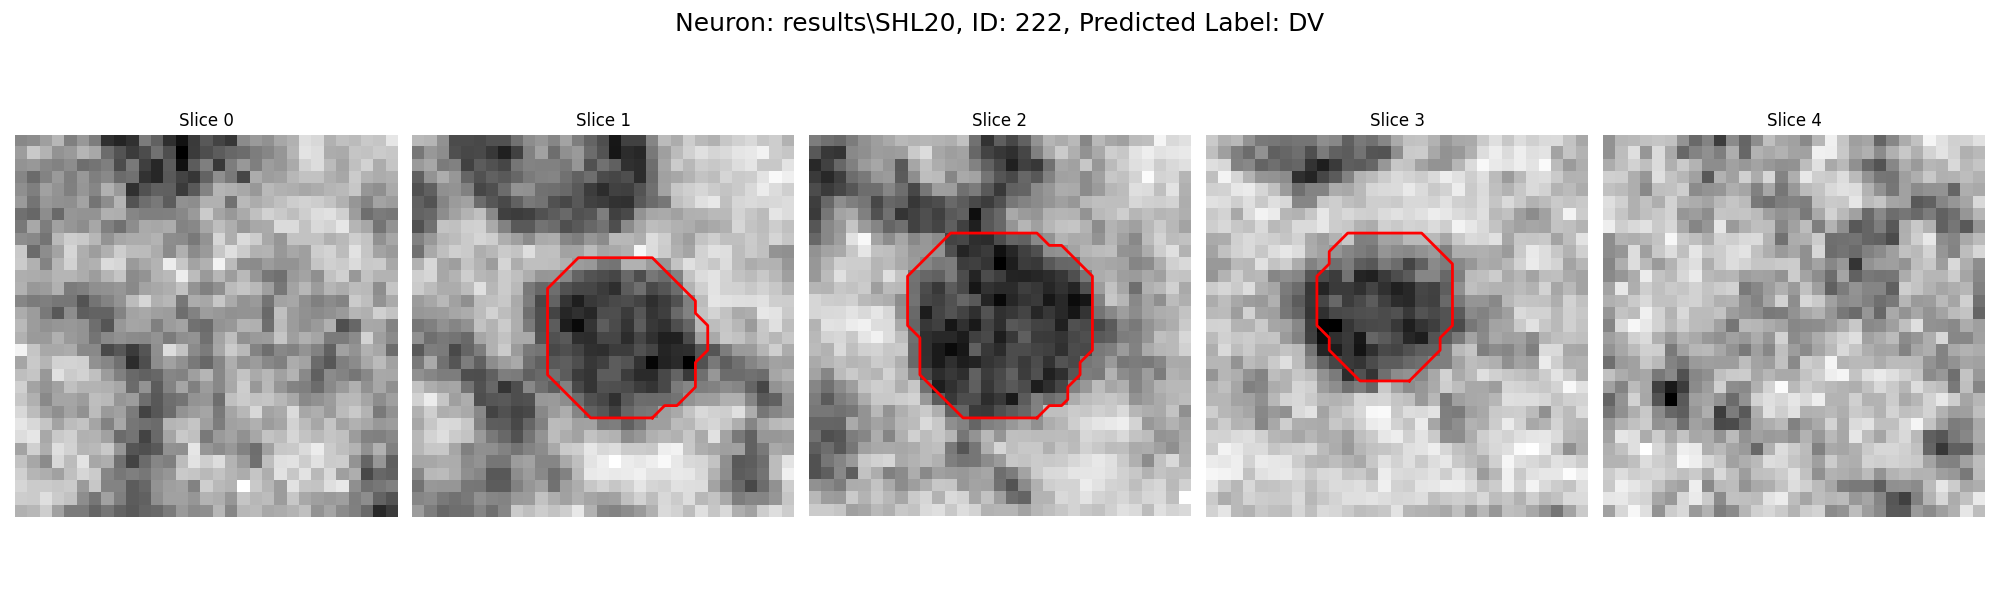 Neuron: results\SHL20, ID: 222, Predicted Label: DV
Slice 0
Slice 1
Slice 2
Slice 3
Slice 4